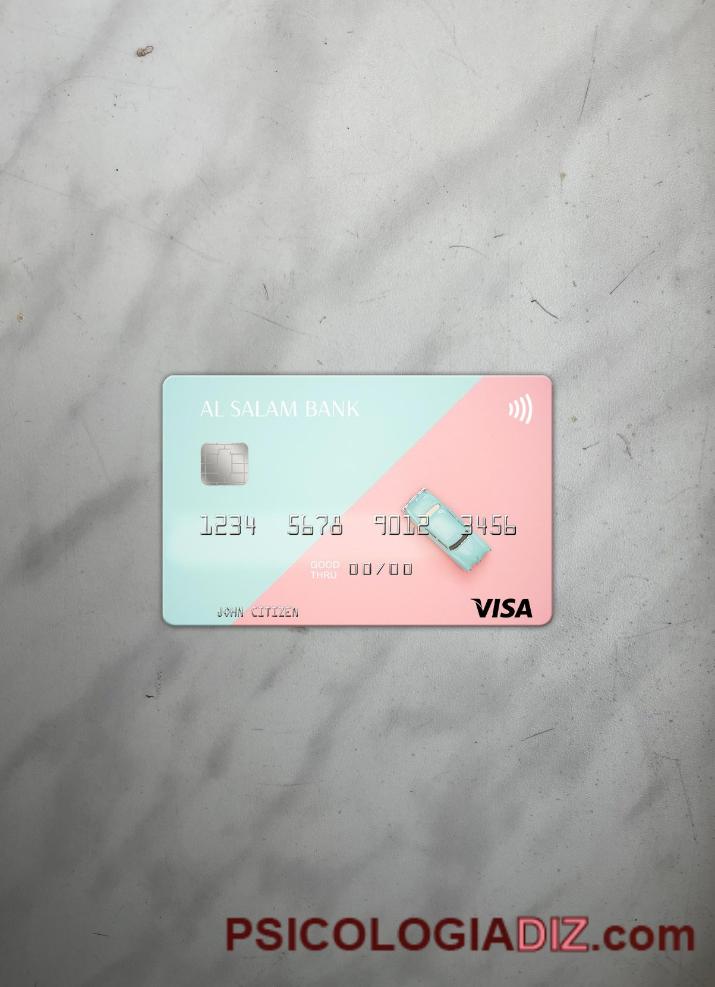 AL SALAM BANK
1234 5678 9012 3456
GOOD
THRU 00/00
JOHN CITIZEN
VISA
PSICOLOGIADIZ.com